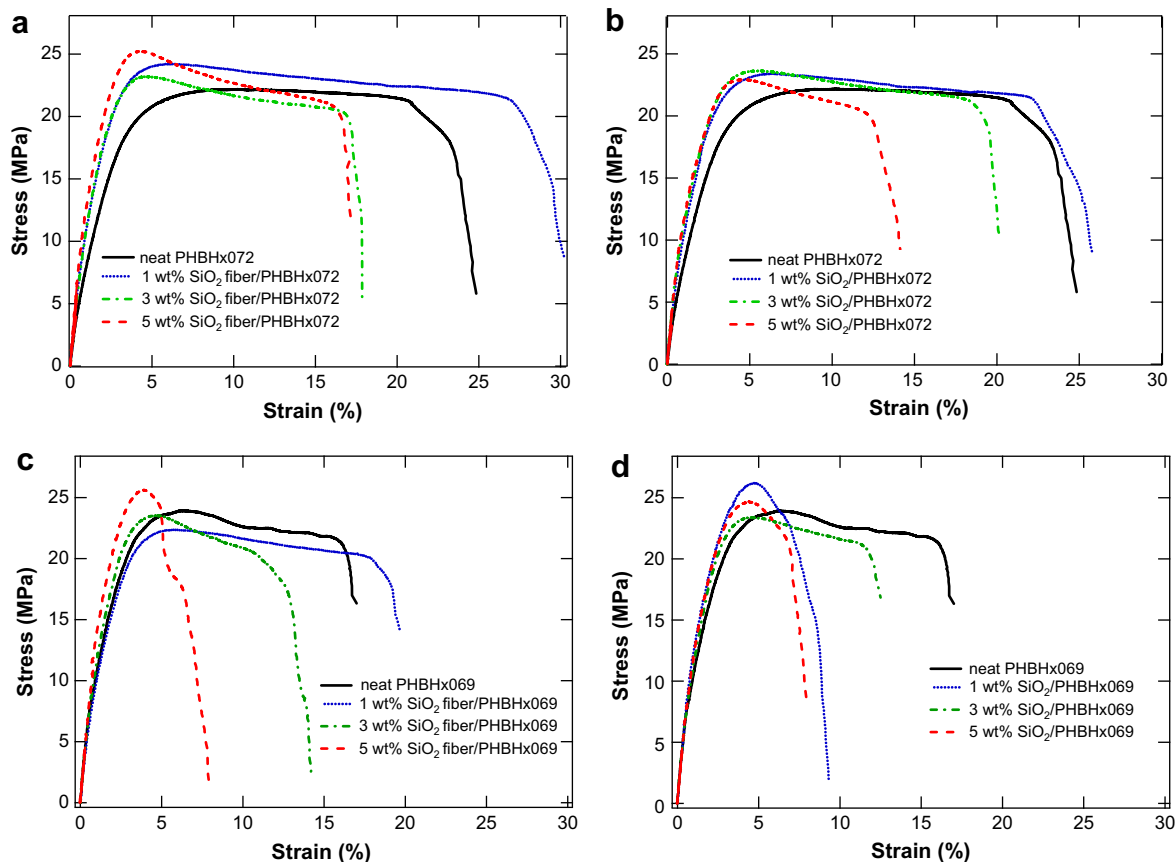 a
Stress (MPa)
25
20
15
10
5
0
neat PHBHx072
1 wt% SiO2 fiber/PHBHx072
3 wt% SiO2 fiber/PHBHx072
5 wt% SiO2 fiber/PHBHx072
0 5 10 15 20 25 30
Strain (%)
b
Stress (MPa)
25
20
15
10
5
0
neat PHBHx072
1 wt% SiO2/PHBHx072
3 wt% SiO2/PHBHx072
5 wt% SiO2/PHBHx072
0 5 10 15 20 25 30
Strain (%)
c
Stress (MPa)
25
20
15
10
5
0
neat PHBHx069
1 wt% SiO2 fiber/PHBHx069
3 wt% SiO2 fiber/PHBHx069
5 wt% SiO2 fiber/PHBHx069
0 5 10 15 20 25 30
Strain (%)
d
Stress (MPa)
25
20
15
10
5
0
neat PHBHx069
1 wt% SiO2/PHBHx069
3 wt% SiO2/PHBHx069
5 wt% SiO2/PHBHx069
0 5 10 15 20 25 30
Strain (%)